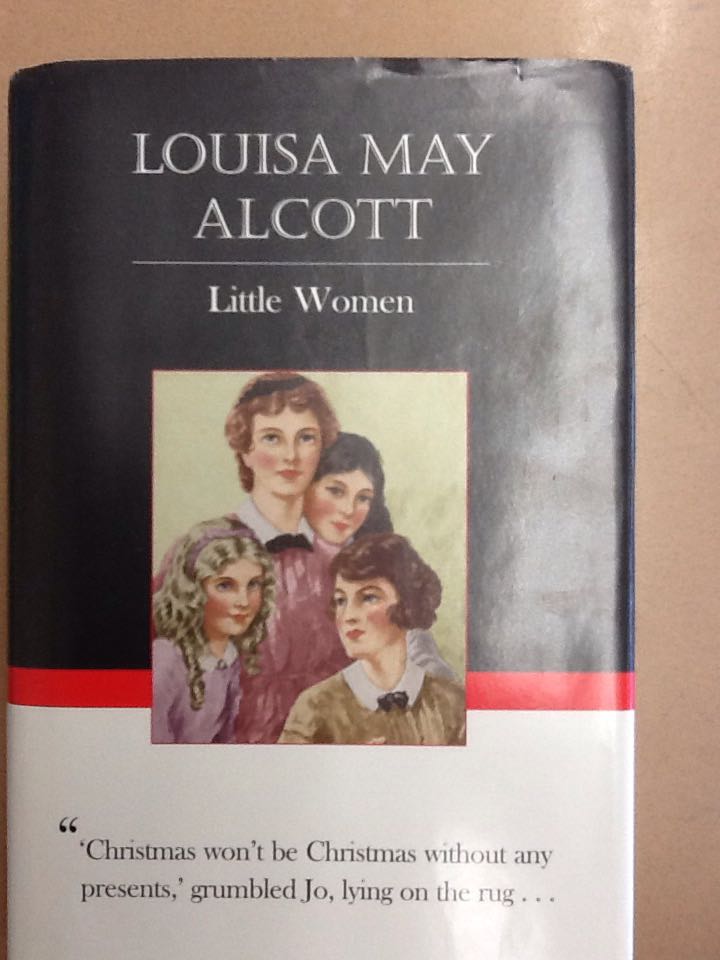 LOUISA MAY
ALCOTT
Little Women
“
‘Christmas won’t be Christmas without any
presents,’ grumbled Jo, lying on the rug . . .